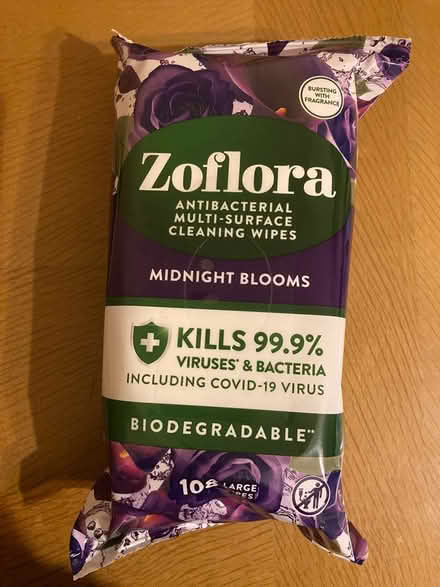 BURSTING
WITH
FRAGRANCE
Zoflora
ANTIBACTERIAL
MULTI-SURFACE
CLEANING WIPES
MIDNIGHT BLOOMS
KILLS 99.9%
VIRUSES* & BACTERIA
INCLUDING COVID-19 VIRUS
BIODEGRADABLE**
108 LARGE